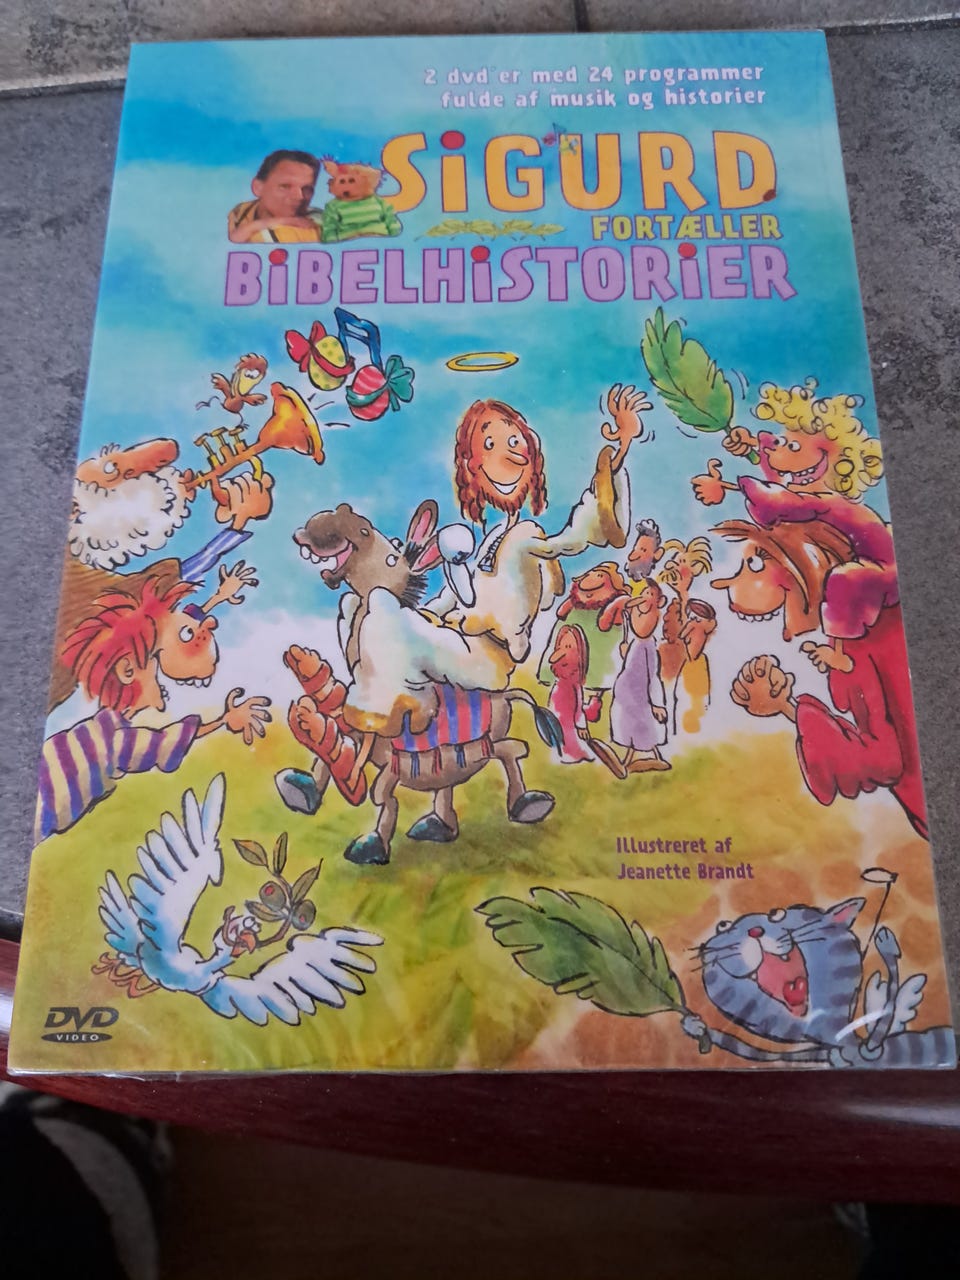 2 dvd'er med 24 programmer
fulde af musik og historier
SiGURD
FORTÆLLER
BiBELHiSTORiER
Illustreret af
Jeanette Brandt
DVD
VIDEO